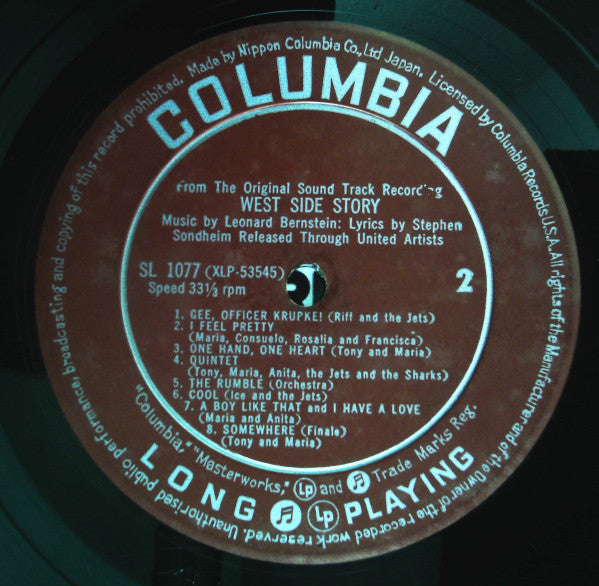 Unauthorised public performance, broadcasting and copying of this record prohibited. Made by Nippon Columbia Co., Ltd Japan. Licensed by Columbia Records U.S.A. All rights of the Manufacturer and of the Owner of the recorded work reserved.
COLUMBIA
From The Original Sound Track Recording
WEST SIDE STORY
Music by Leonard Bernstein: Lyrics by Stephen
Sondheim Released Through United Artists
SL 1077 (XLP-53545)
Speed 33⅓ rpm
2
1. GEE, OFFICER KRUPKE! (Riff and the Jets)
2. I FEEL PRETTY
(Maria, Consuelo, Rosalia and Francisca)
3. ONE HAND, ONE HEART (Tony and Maria)
4. QUINTET
(Tony, Maria, Anita, the Jets and the Sharks)
5. THE RUMBLE (Orchestra)
6. COOL (Ice and the Jets)
7. A BOY LIKE THAT and I HAVE A LOVE
(Maria and Anita)
8. SOMEWHERE (Finale)
(Tony and Maria)
"Columbia," "Masterworks," Lp and Trade Marks Reg.
LONG Lp PLAYING